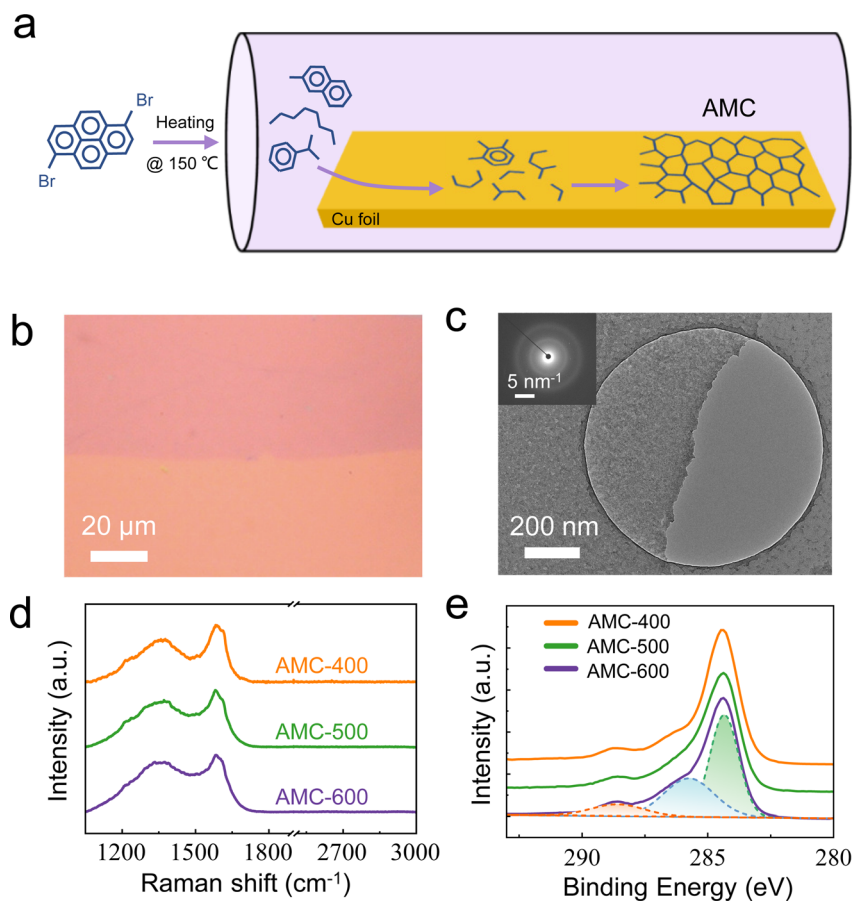 a
Br
Br
Heating
@ 150 ℃
AMC
Cu foil
b
20 μm
c
5 nm⁻¹
200 nm
d
Intensity (a.u.)
AMC-400
AMC-500
AMC-600
1200
1500
1800
2700
3000
Raman shift (cm⁻¹)
e
Intensity (a.u.)
AMC-400
AMC-500
AMC-600
290
285
280
Binding Energy (eV)